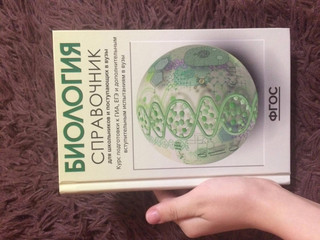 БИОЛОГИЯ
СПРАВОЧНИК
для школьников и поступающих в вузы
Курс подготовки к ГИА, ЕГЭ и дополнительным
вступительным испытаниям в вузы
ФГОС